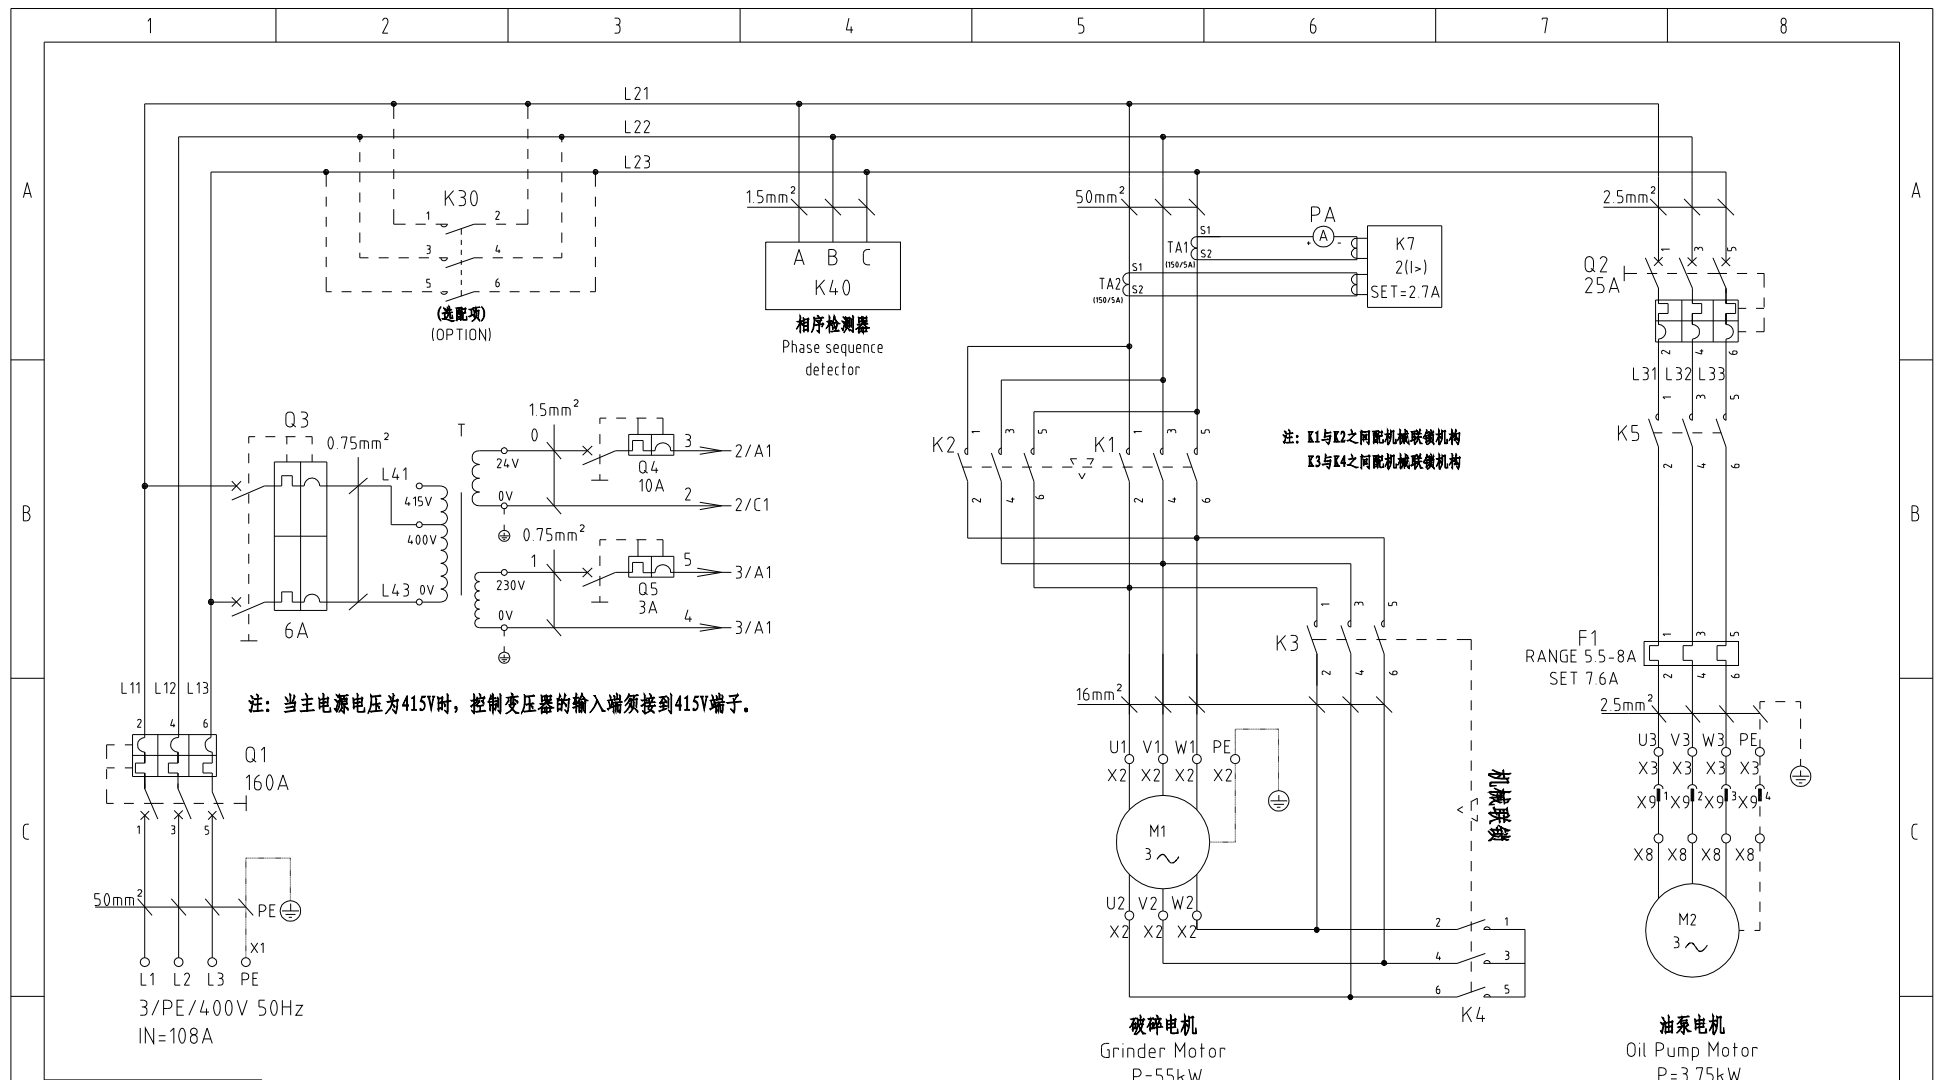 1 2 3 4 5 6 7 8
A A
B B
C C
L21
L22
L23
K30
1 2
3 4
5 6
(选配项)
(OPTION)
1.5mm²
A B C
K40
相序检测器
Phase sequence
detector
50mm²
TA1
(150/5A)
S1
S2
TA2
(150/5A)
S1
S2
PA
+ A -
K7
2(I>)
SET=2.7A
2.5mm²
Q2
25A
1 3 5
2 4 6
L31 L32 L33
K5
1 3 5
2 4 6
Q3
6A
0.75mm²
L41
415V
400V
L43 0V
T
24V
0V
230V
0V
1.5mm²
0
Q4
10A
3
2/A1
2
2/C1
0.75mm²
1
Q5
3A
5
3/A1
4
3/A1
注：当主电源电压为415V时，控制变压器的输入端须接到415V端子。
K2
1 3 5
2 4 6
K1
1 3 5
2 4 6
注：K1与K2之间配机械联锁机构
K3与K4之间配机械联锁机构
K3
1 3 5
2 4 6
L11 L12 L13
2 4 6
Q1
160A
1 3 5
50mm²
PE
X1
L1 L2 L3 PE
3/PE/400V 50Hz
IN=108A
16mm²
U1 V1 W1 PE
X2 X2 X2 X2
M1
3
U2 V2 W2
X2 X2 X2
机械联锁
2 1
4 3
6 5
K4
破碎电机
Grinder Motor
P=55kW
F1
RANGE 5.5-8A
SET 7.6A
1 3 5
2 4 6
2.5mm²
U3 V3 W3 PE
X3 X3 X3 X3
X9 1 X9 2 X9 3 X9 4
X8 X8 X8 X8
M2
3
油泵电机
Oil Pump Motor
P=3.75kW